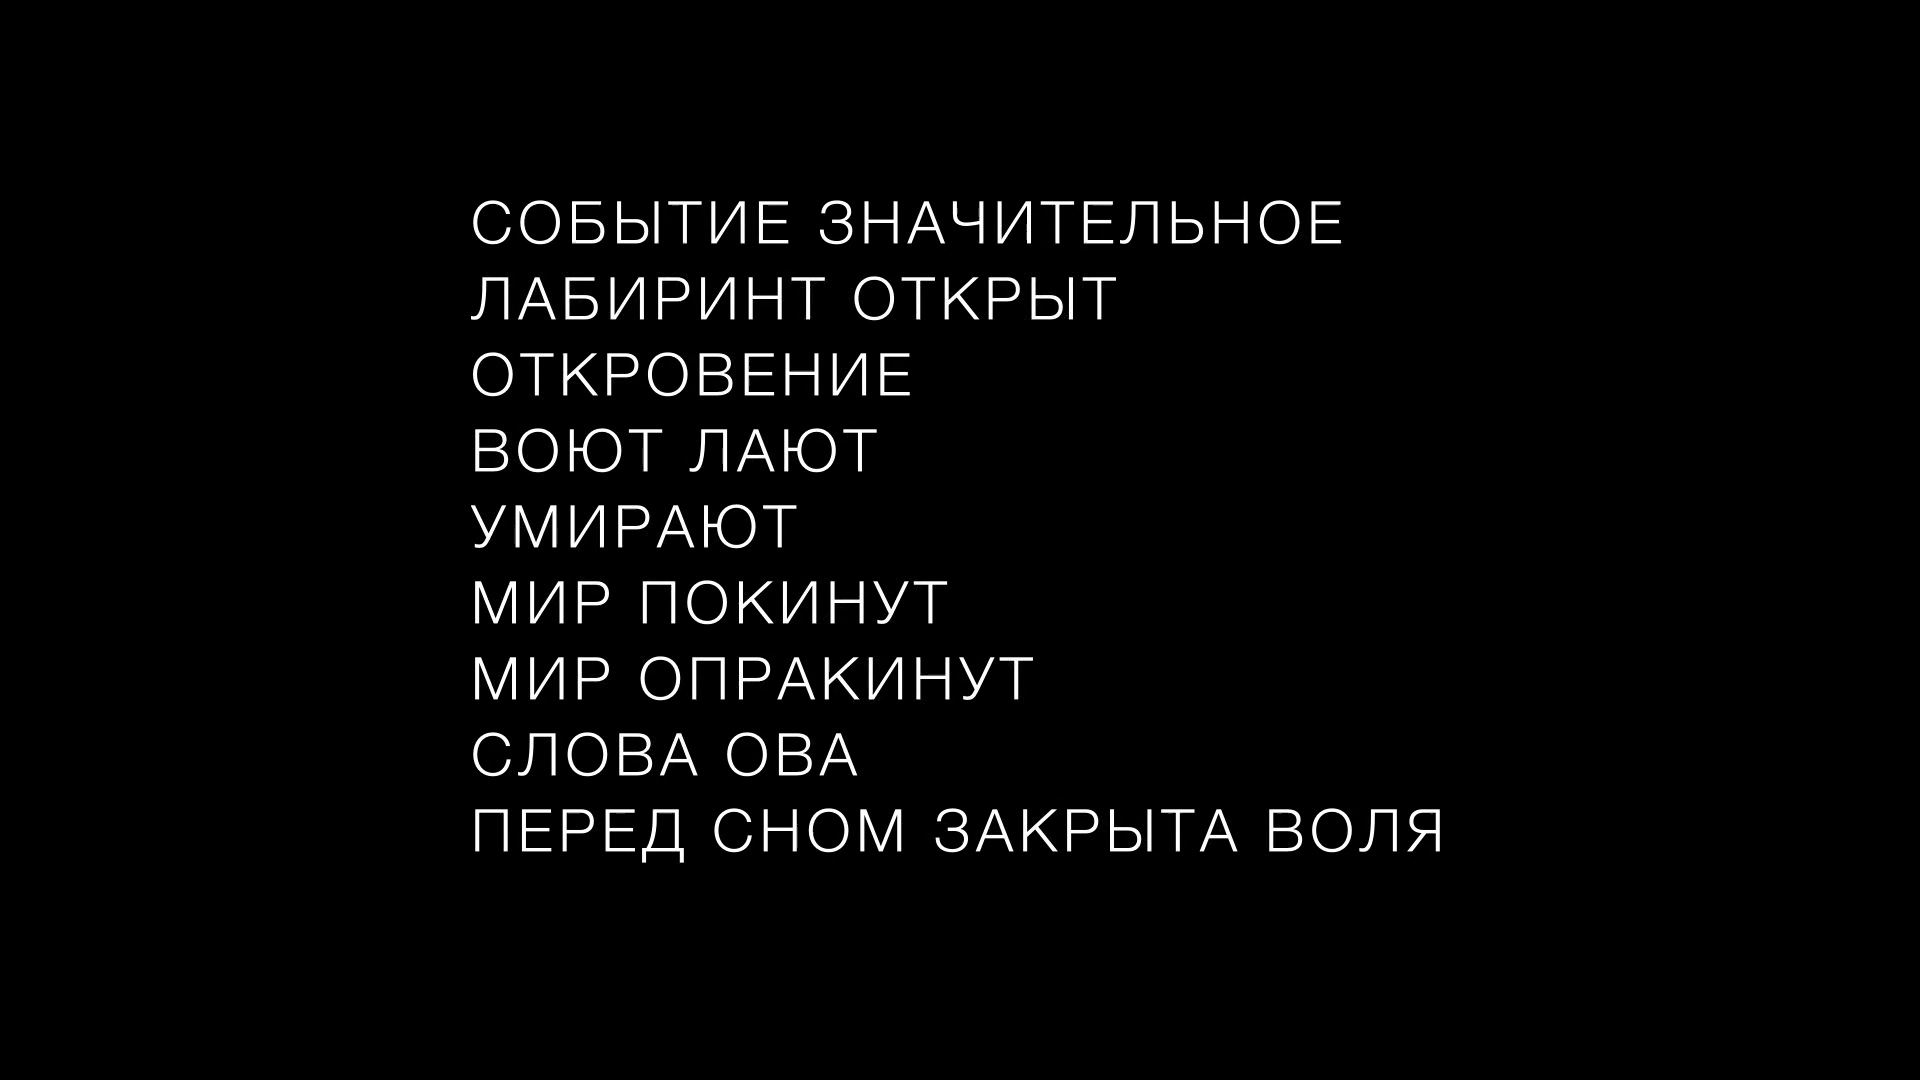 СОБЫТИЕ ЗНАЧИТЕЛЬНОЕ
ЛАБИРИНТ ОТКРЫТ
ОТКРОВЕНИЕ
ВОЮТ ЛАЮТ
УМИРАЮТ
МИР ПОКИНУТ
МИР ОПРАКИНУТ
СЛОВА ОВА
ПЕРЕД СНОМ ЗАКРЫТА ВОЛЯ